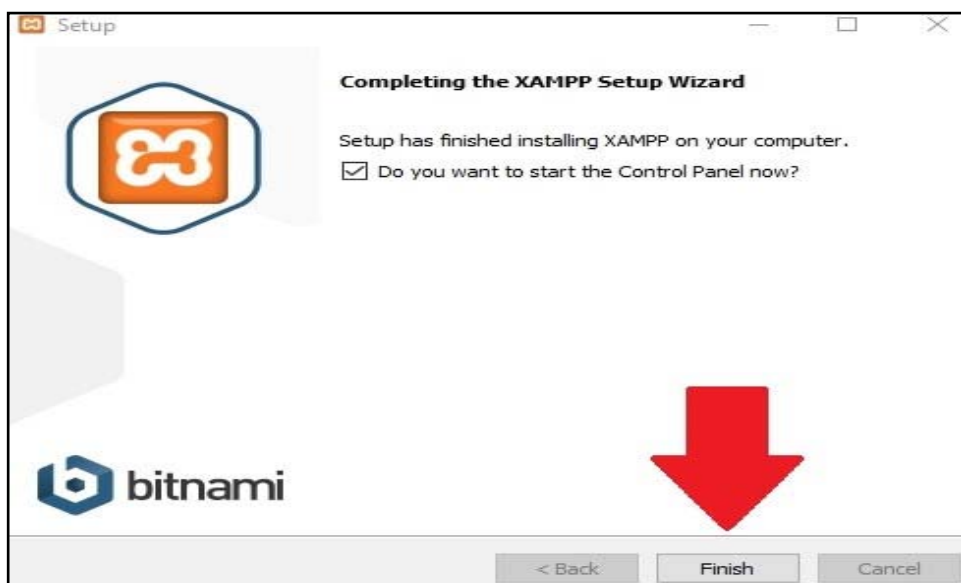 Setup
Completing the XAMPP Setup Wizard
Setup has finished installing XAMPP on your computer.
Do you want to start the Control Panel now?
bitnami
< Back
Finish
Cancel